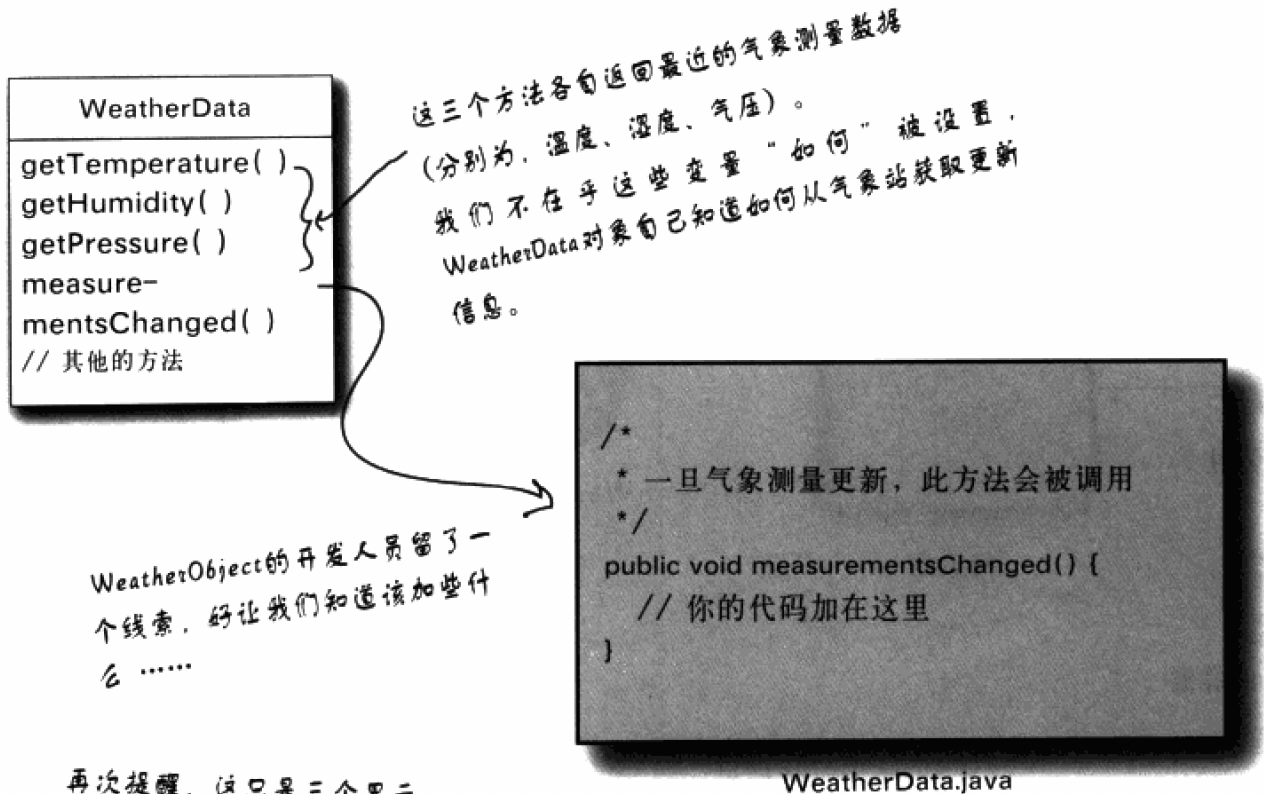 WeatherData
getTemperature( )
getHumidity( )
getPressure( )
measure-
mentsChanged( )
// 其他的方法
这三个方法各自返回最近的气象测量数据
(分别为，温度、湿度、气压)。
我们不在乎这些变量“如何”被设置，
WeatherData对象自己知道如何从气象站获取更新
信息。
/*
* 一旦气象测量更新，此方法会被调用
*/
public void measurementsChanged() {
// 你的代码加在这里
}
WeatherData.java
WeatherObject的开发人员留了一
个线索，好让我们知道该加些什
么 ……
再次提醒，这只是三个显示